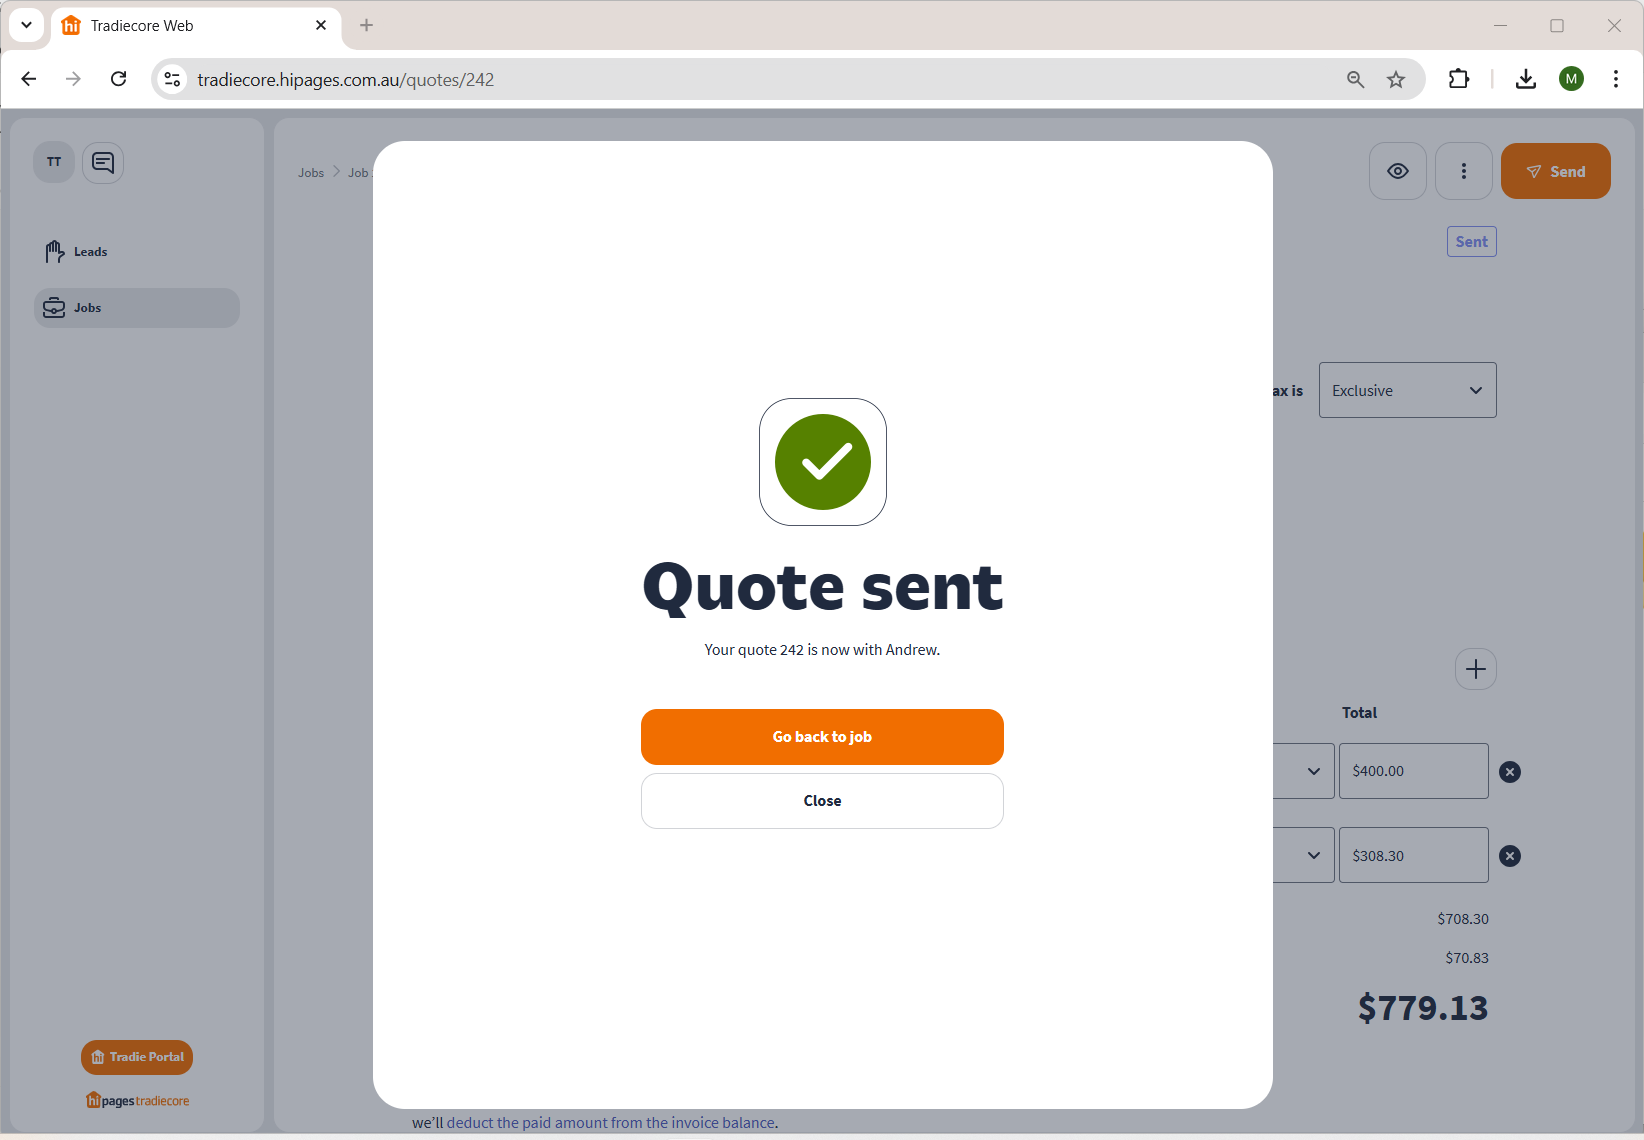 Tradiecore Web
tradiecore.hipages.com.au/quotes/242
M
TT
Jobs > Job
Send
Sent
Leads
Jobs
ax is
Exclusive
Quote sent
Your quote 242 is now with Andrew.
Go back to job
Close
Total
$400.00
$308.30
$708.30
$70.83
$779.13
hi Tradie Portal
hipages tradiecore
we'll deduct the paid amount from the invoice balance.